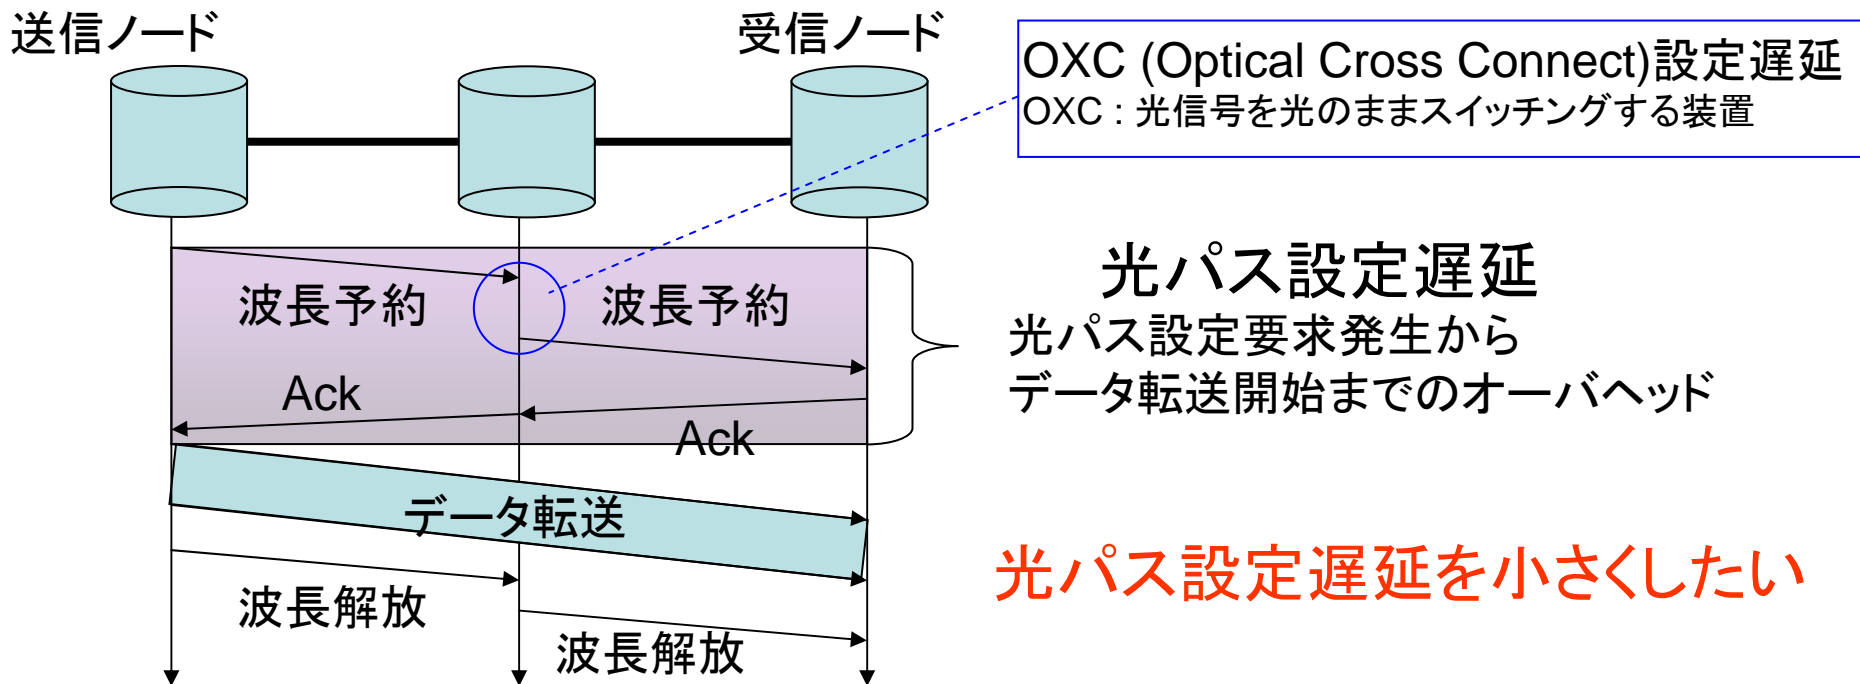 送信ノード
受信ノード
OXC (Optical Cross Connect)設定遅延
OXC : 光信号を光のままスイッチングする装置
波長予約
波長予約
光パス設定遅延
光パス設定要求発生から
データ転送開始までのオーバヘッド
Ack
Ack
データ転送
光パス設定遅延を小さくしたい
波長解放
波長解放